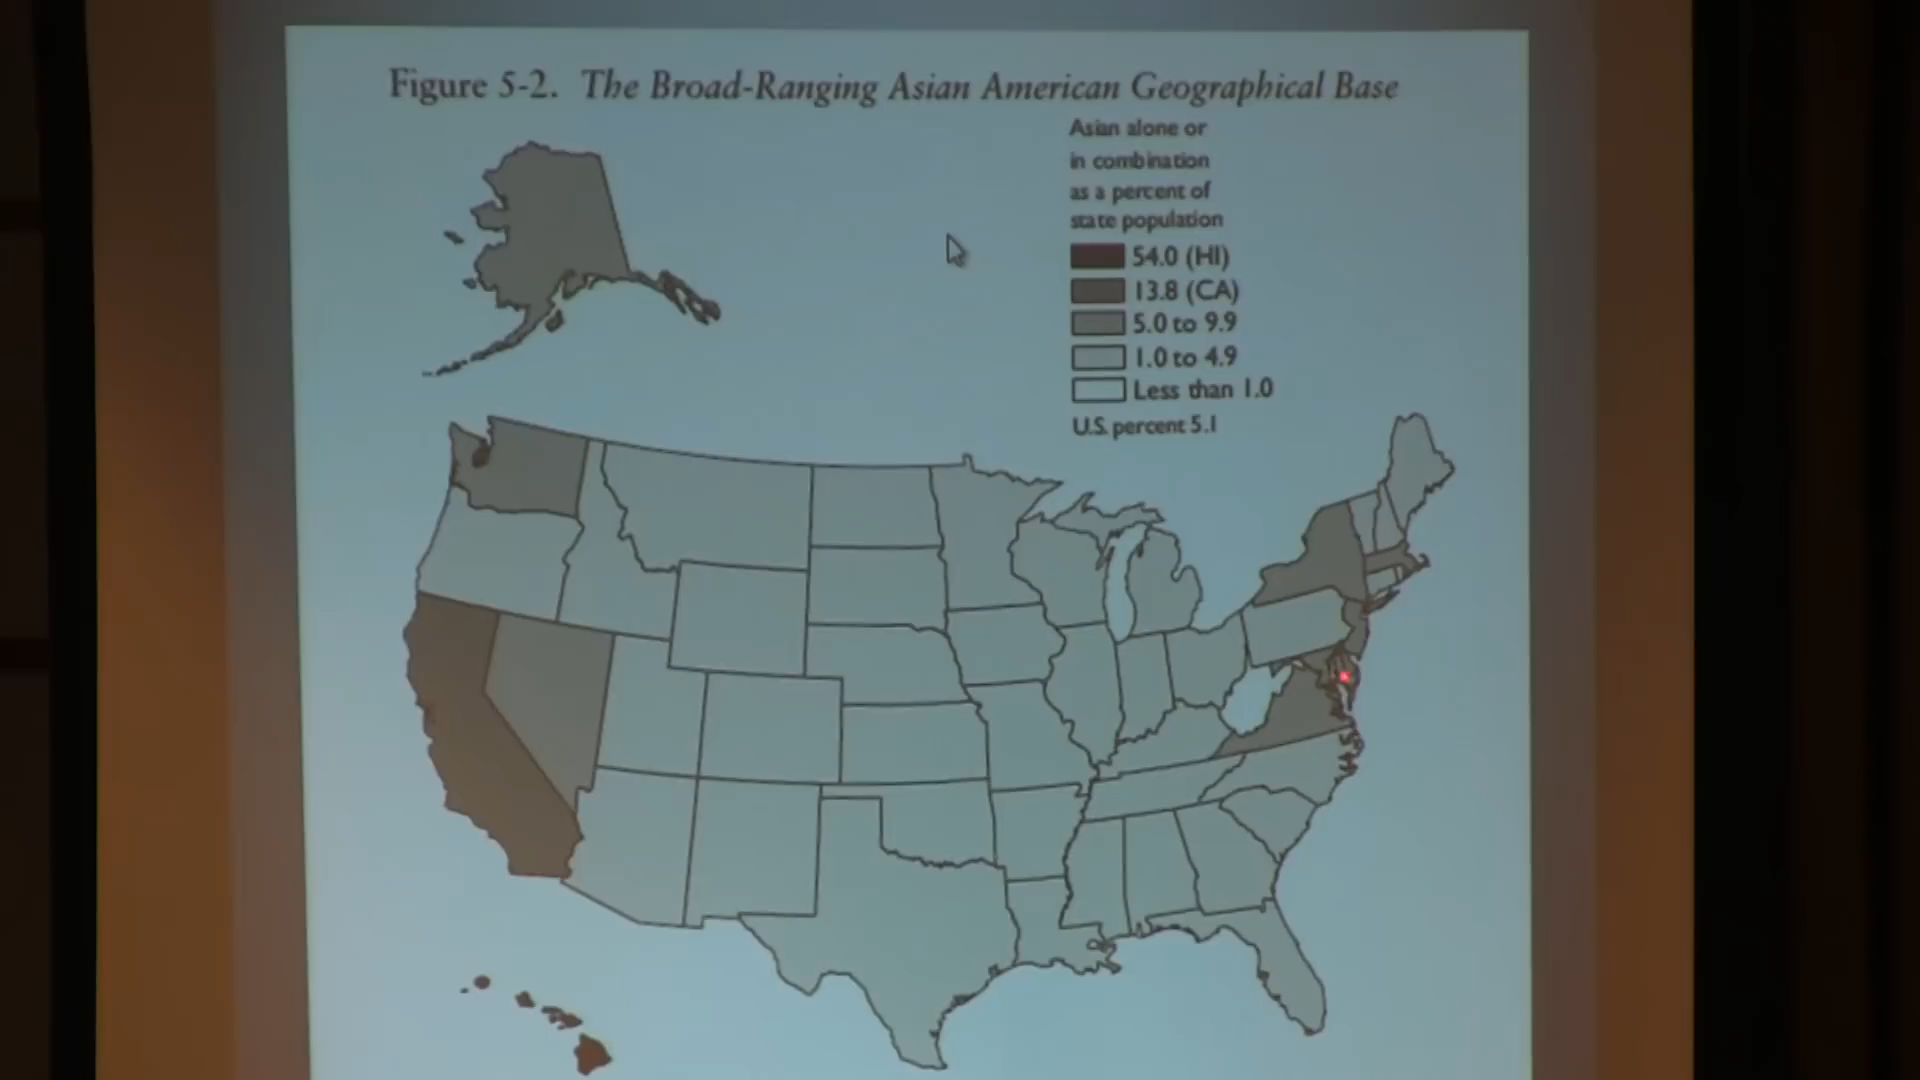 Figure 5-2. The Broad-Ranging Asian American Geographical Base
Asian alone or
in combination
as a percent of
state population
54.0 (HI)
13.8 (CA)
5.0 to 9.9
1.0 to 4.9
Less than 1.0
U.S. percent 5.1